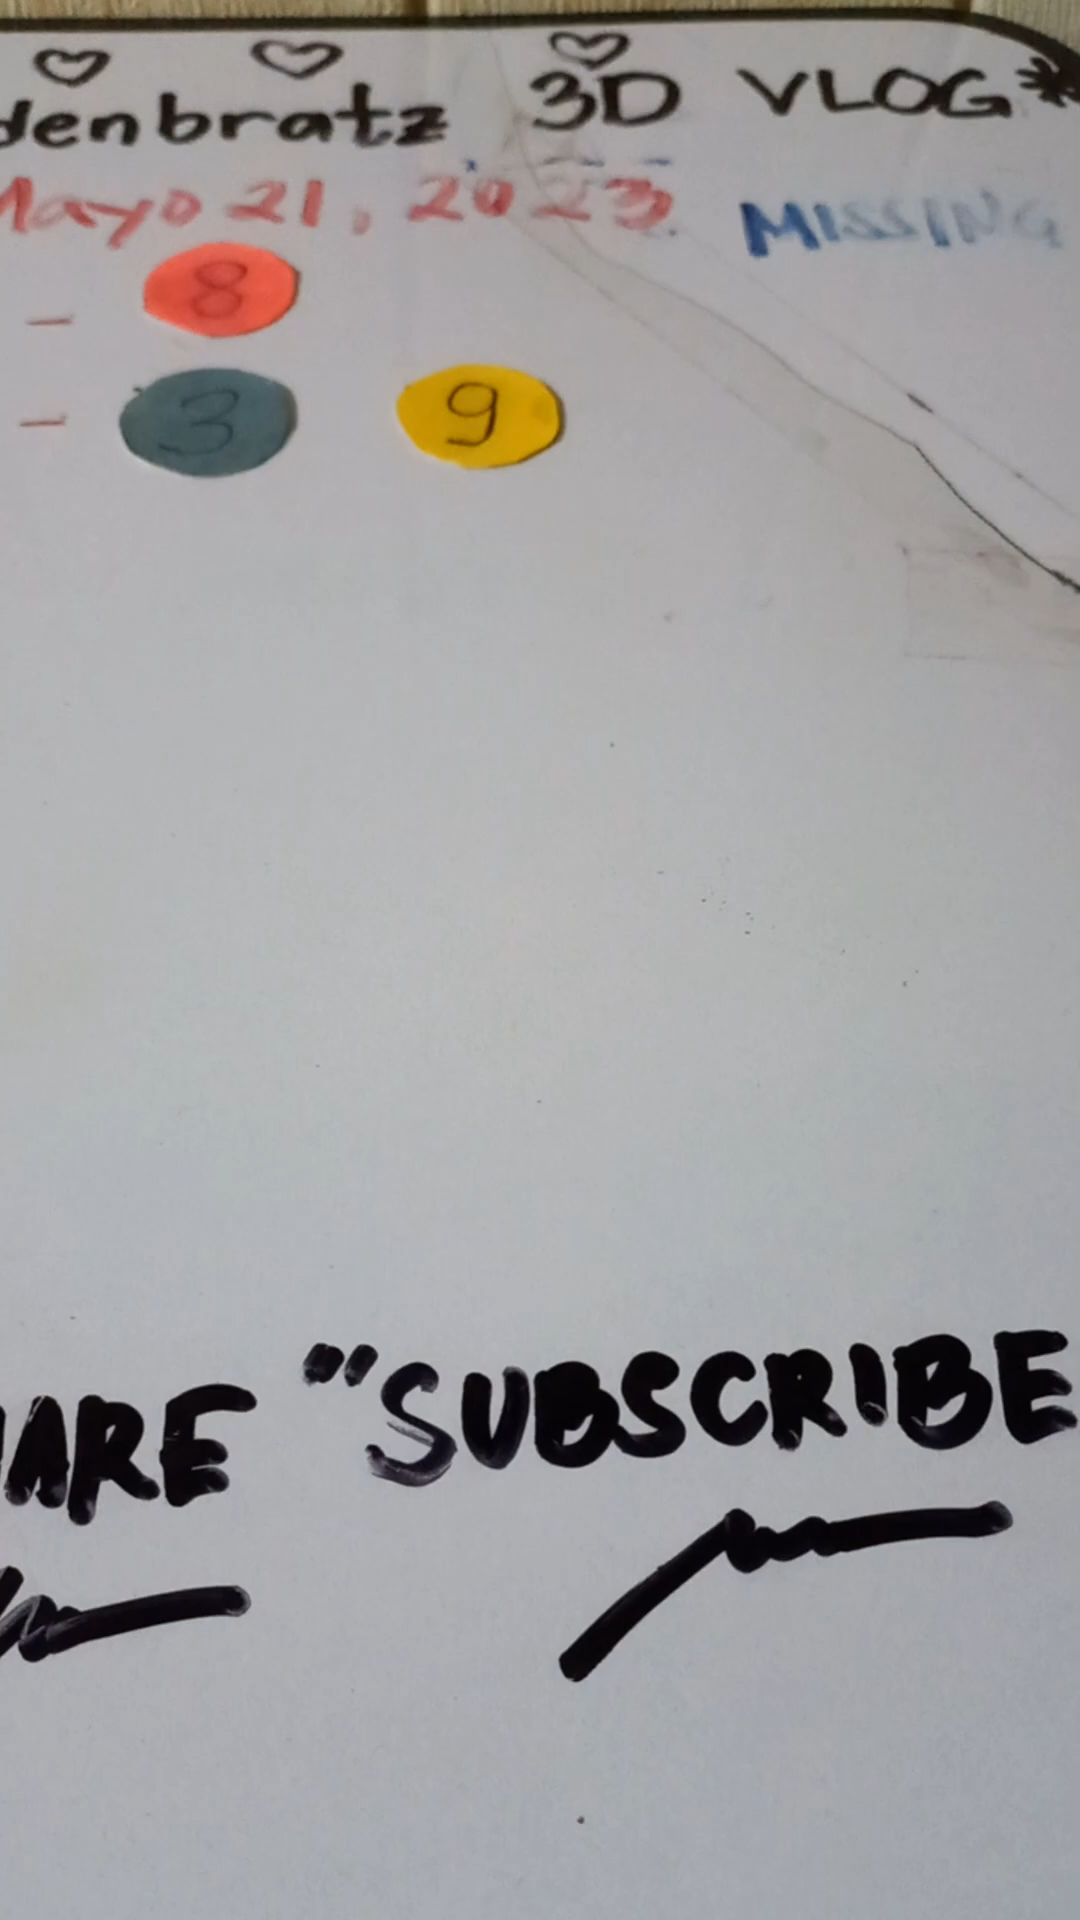 denbratz 3D VLOG*
Mayo 21, 2023. MISSING
- 8
- 3 9
ARE "SUBSCRIBE